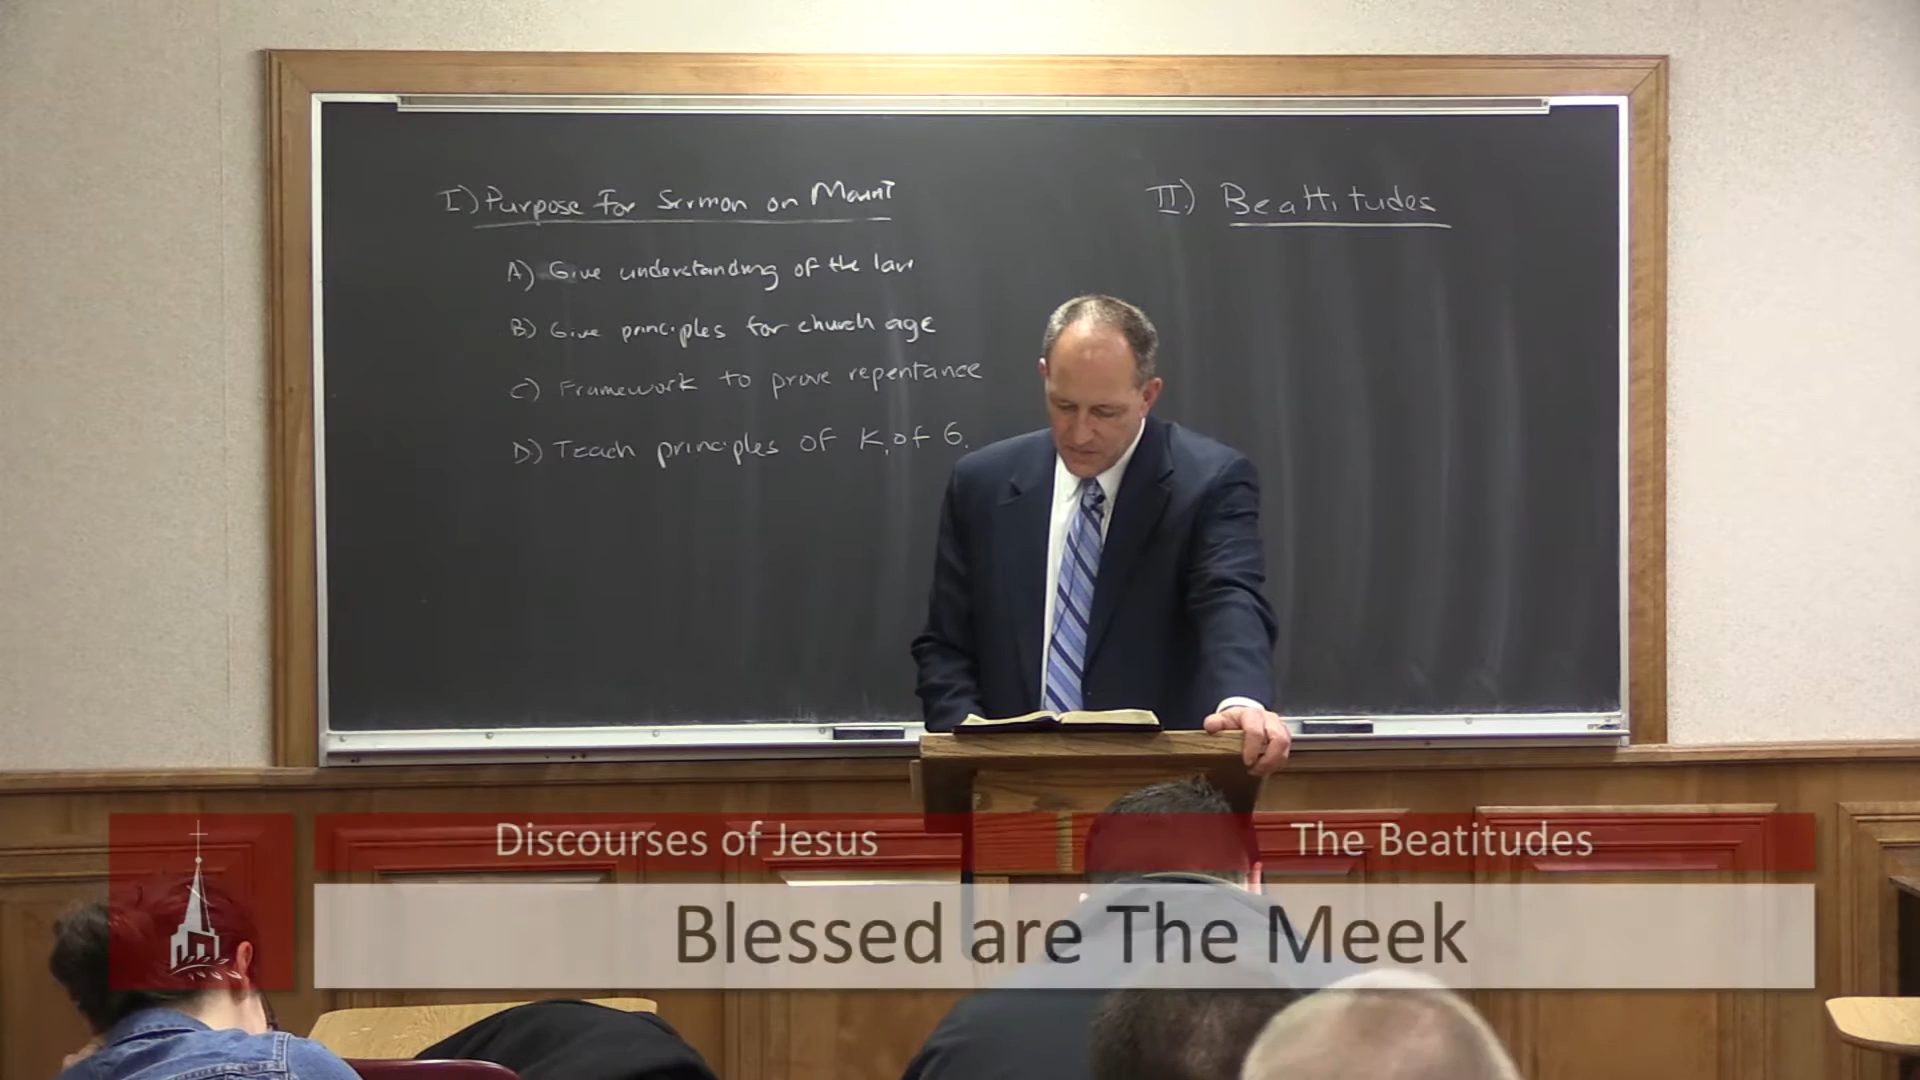 I) Purpose For Sermon on Mount
A) Give understanding of the law
B) Give principles for church age
C) Framework to prove repentance
D) Teach principles of K. of G.
II.) Beattitudes
Discourses of Jesus
The Beatitudes
Blessed are The Meek